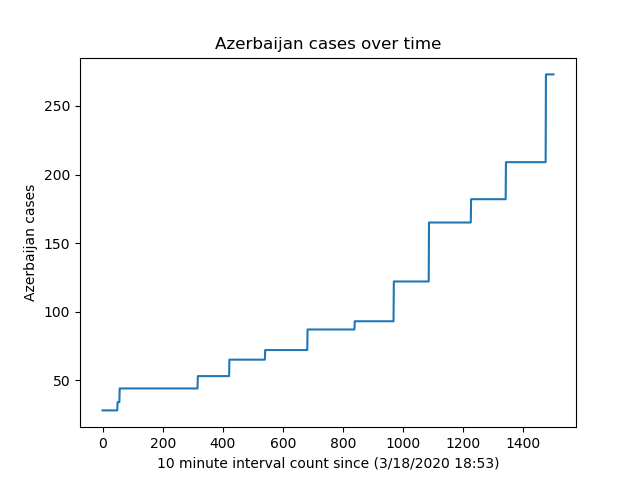 Azerbaijan cases over time
250
200
150
100
50
Azerbaijan cases
0 200 400 600 800 1000 1200 1400
10 minute interval count since (3/18/2020 18:53)